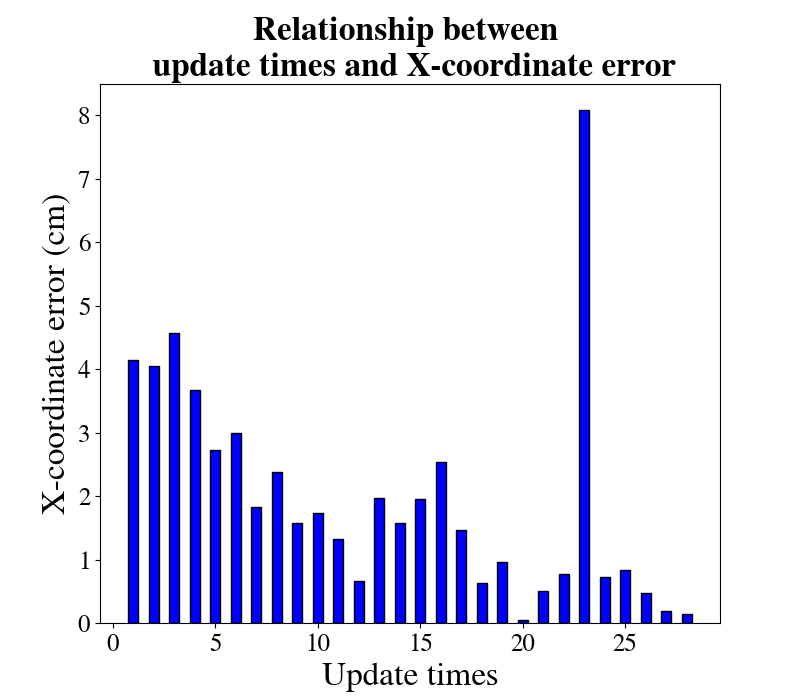 Relationship between
update times and X-coordinate error
X-coordinate error (cm)
8
7
6
5
4
3
2
1
0
0 5 10 15 20 25
Update times